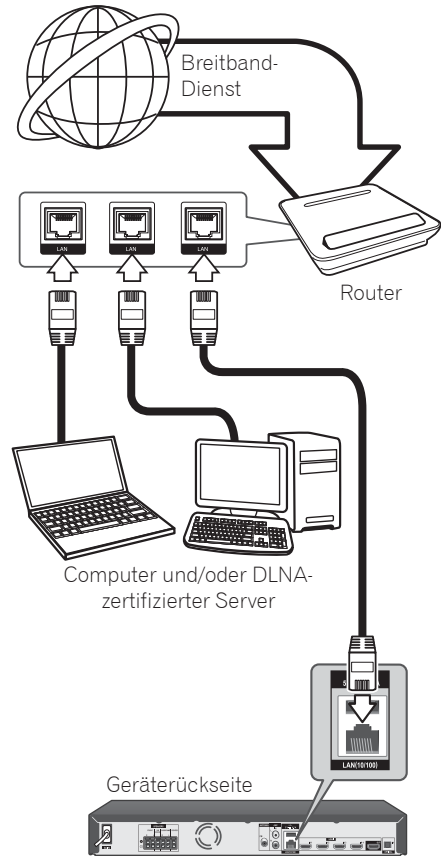 Breitband-
Dienst
LAN
LAN
LAN
Router
Computer und/oder DLNA-
zertifizierter Server
LAN(10/100)
Geräterückseite